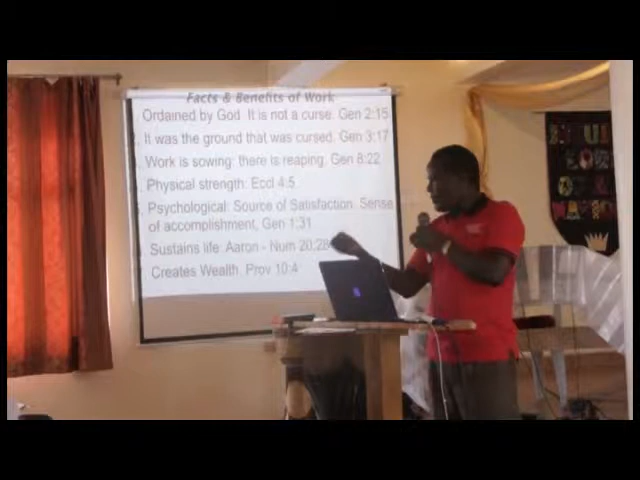 Facts & Benefits of Work
Ordained by God. It is not a curse. Gen 2:15
It was the ground that was cursed. Gen 3:17
Work is sowing: there is reaping. Gen 8:22
Physical strength: Eccl 4:5
Psychological: Source of Satisfaction. Sense
of accomplishment, Gen 1:31
Sustains life: Aaron - Num 20:28
Creates Wealth. Prov 10:4